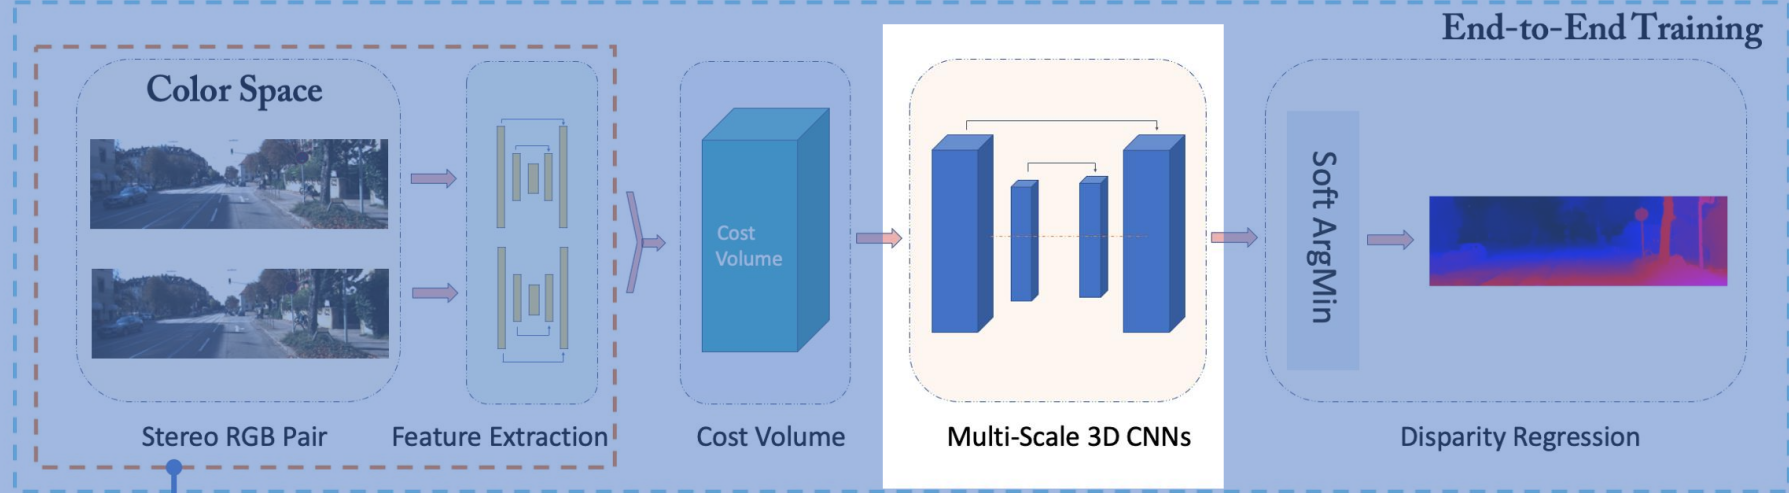 End-to-End Training
Color Space
Cost
Volume
Soft ArgMin
Stereo RGB Pair
Feature Extraction
Cost Volume
Multi-Scale 3D CNNs
Disparity Regression